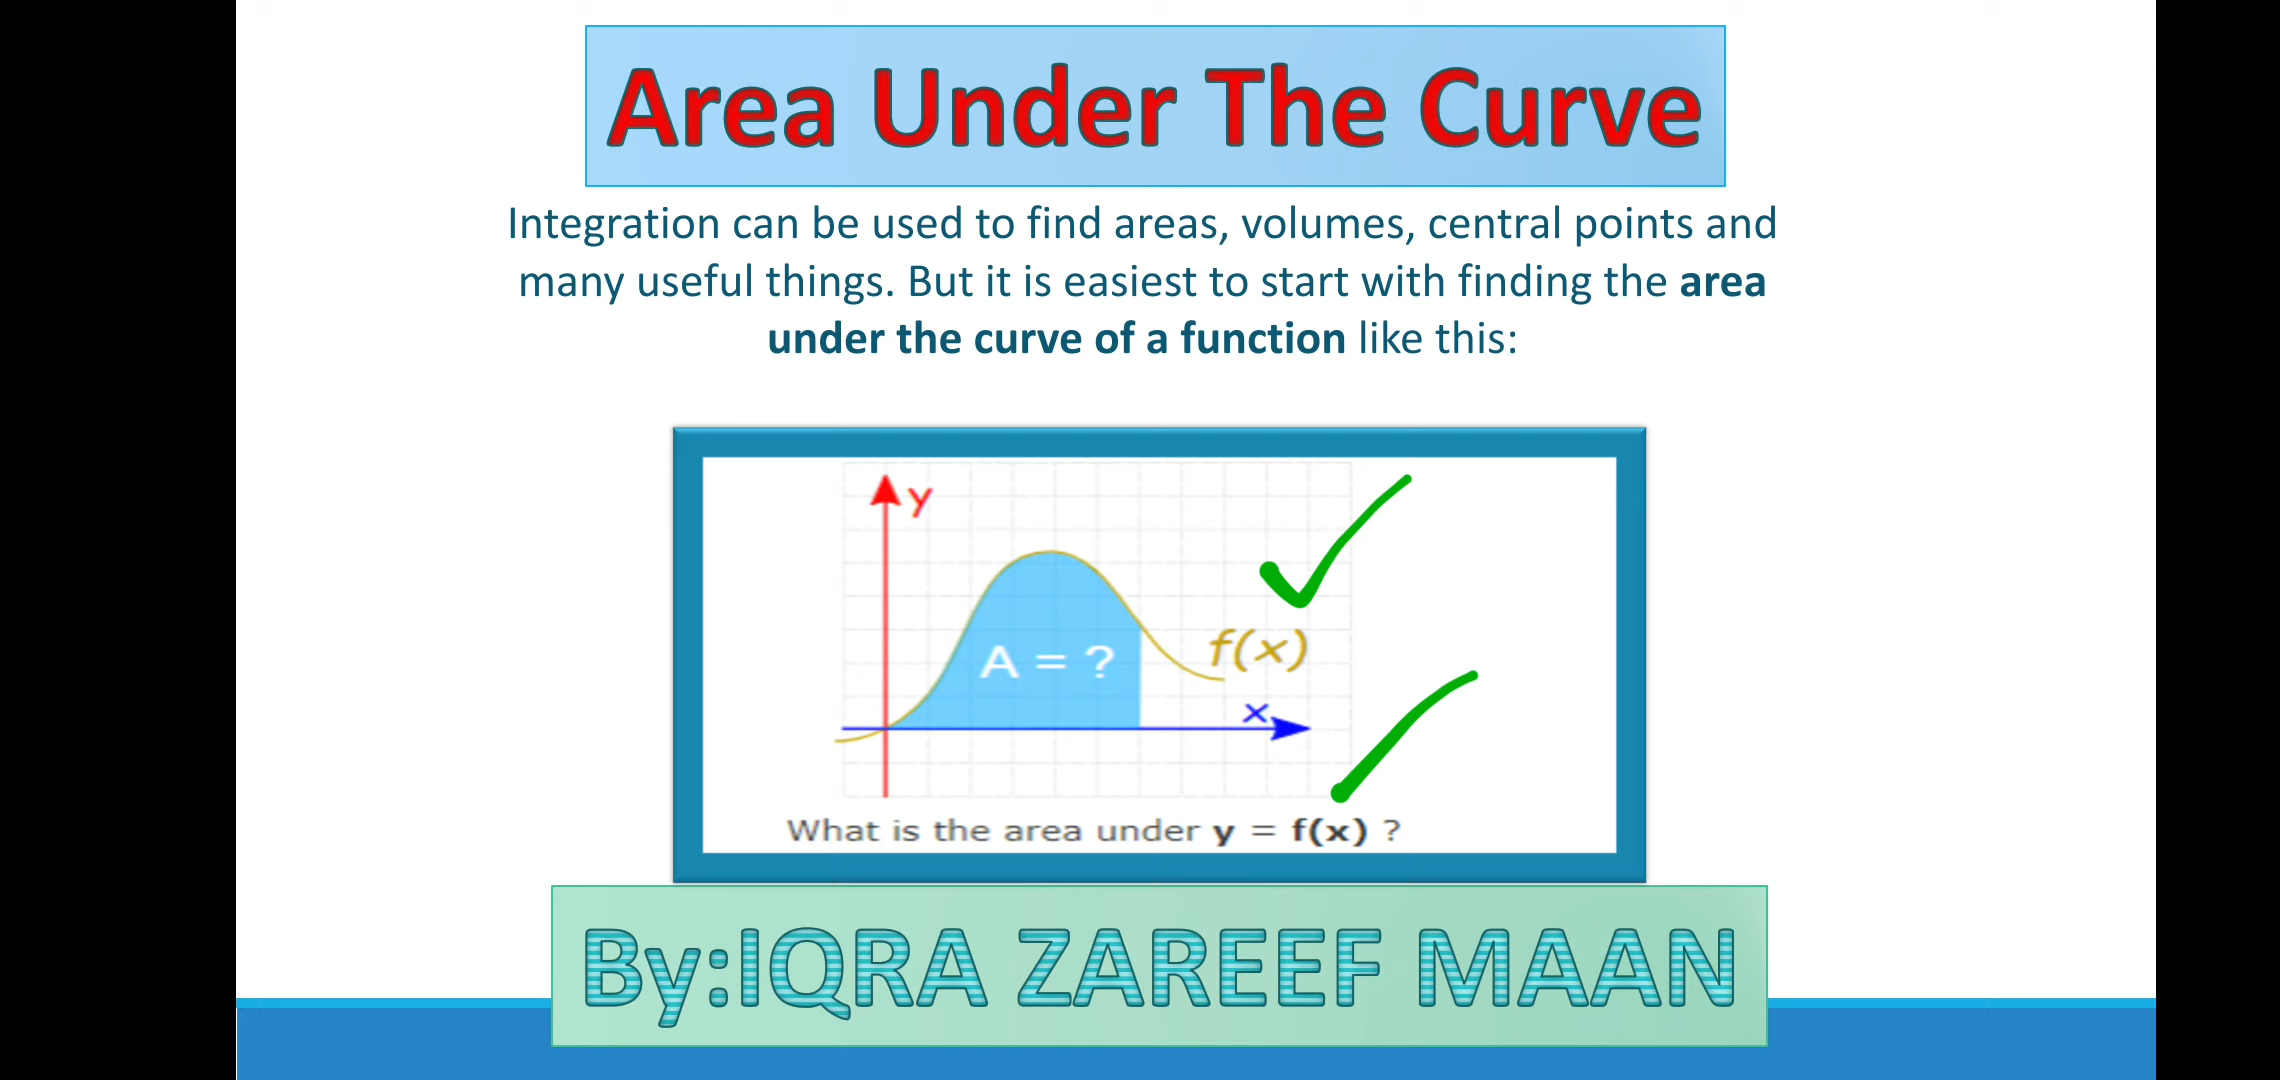 Area Under The Curve
Integration can be used to find areas, volumes, central points and
many useful things. But it is easiest to start with finding the area
under the curve of a function like this:
y
A = ?
f(x)
x
What is the area under y = f(x) ?
By:IQRA ZAREEF MAAN